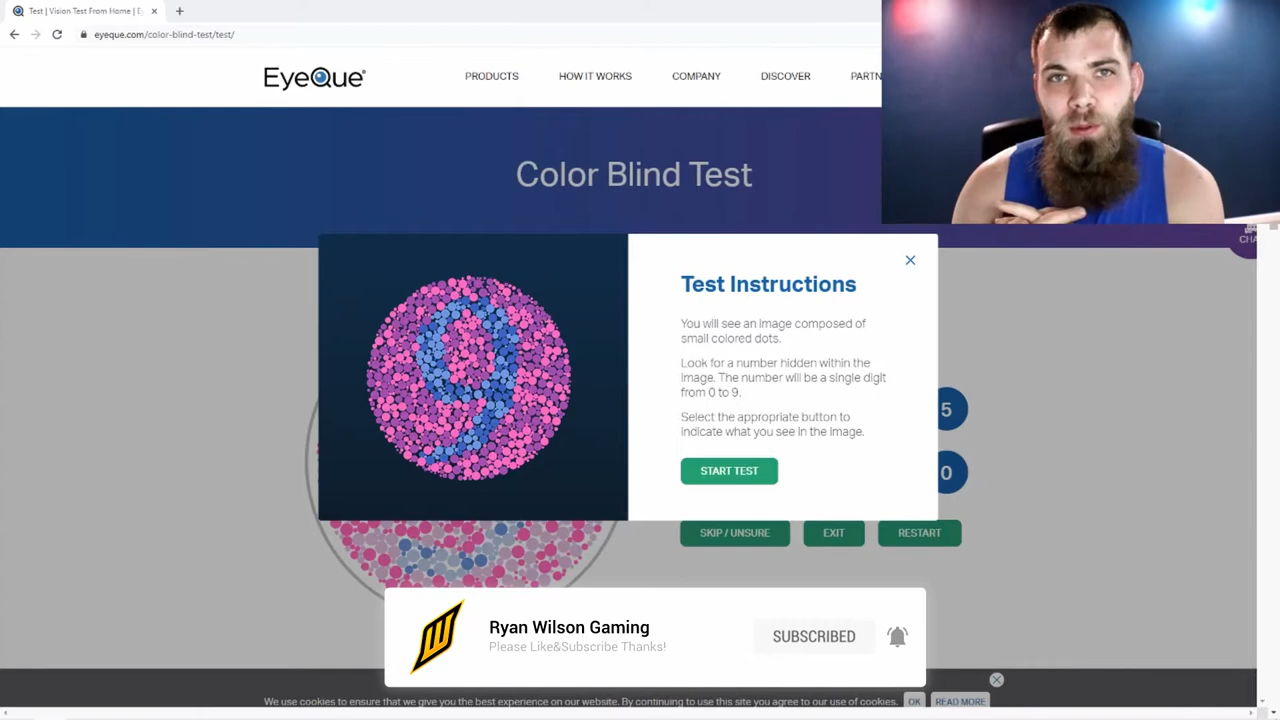 Test | Vision Test From Home |
eyeque.com/color-blind-test/test/
EyeQue
PRODUCTS
HOW IT WORKS
COMPANY
DISCOVER
PARTN
Color Blind Test
CHA
9
Test Instructions
You will see an image composed of
small colored dots.
Look for a number hidden within the
image. The number will be a single digit
from 0 to 9.
Select the appropriate button to
indicate what you see in the image.
START TEST
5
0
SKIP / UNSURE
EXIT
RESTART
Ryan Wilson Gaming
Please Like&Subscribe Thanks!
SUBSCRIBED
We use cookies to ensure that we give you the best experience on our website. By continuing to use this site you agree to our use of cookies.
OK
READ MORE